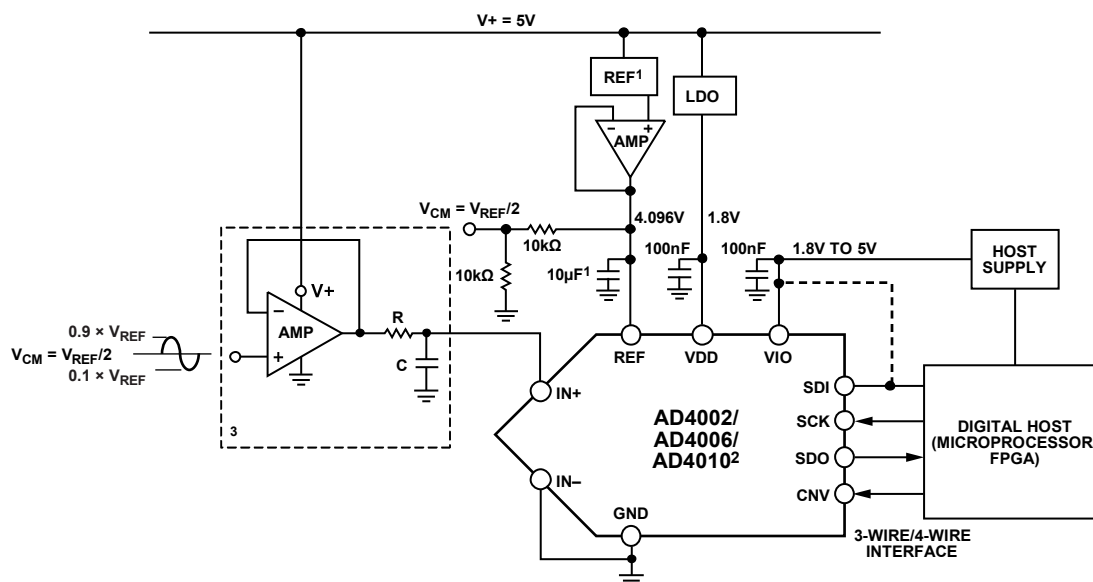 V+ = 5V
REF1
LDO
AMP
− +
VCM = VREF/2
4.096V
1.8V
10kΩ
10kΩ
10µF1
100nF
100nF
1.8V TO 5V
HOST
SUPPLY
V+
−
AMP
+
R
C
0.9 × VREF
VCM = VREF/2
0.1 × VREF
3
REF
VDD
VIO
IN+
IN−
AD4002/
AD4006/
AD40102
SDI
SCK
SDO
CNV
GND
DIGITAL HOST
(MICROPROCESSOR
FPGA)
3-WIRE/4-WIRE
INTERFACE